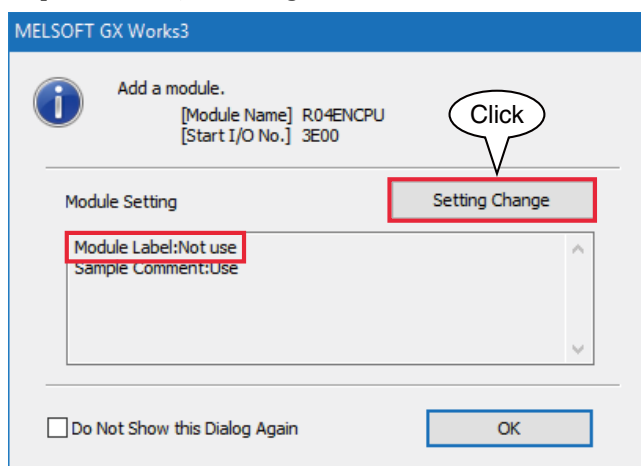 MELSOFT GX Works3
Add a module.
[Module Name] R04ENCPU
[Start I/O No.] 3E00
Click
Module Setting
Setting Change
Module Label:Not use
Sample Comment:Use
Do Not Show this Dialog Again
OK